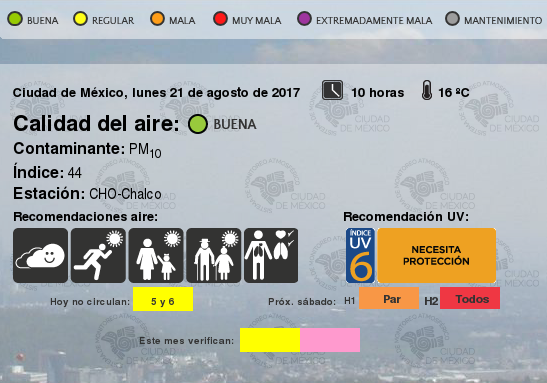 BUENA REGULAR MALA MUY MALA EXTREMADAMENTE MALA MANTENIMIENTO
Ciudad de México, lunes 21 de agosto de 2017 10 horas 16 ºC
Calidad del aire: BUENA
Contaminante: PM10
Índice: 44
Estación: CHO-Chalco
Recomendaciones aire: Recomendación UV:
ÍNDICE
UV
6
NECESITA
PROTECCIÓN
Hoy no circulan: 5 y 6 Próx. sábado: H1 Par H2 Todos
Este mes verifican:
CIUDAD
DE MÉXICO